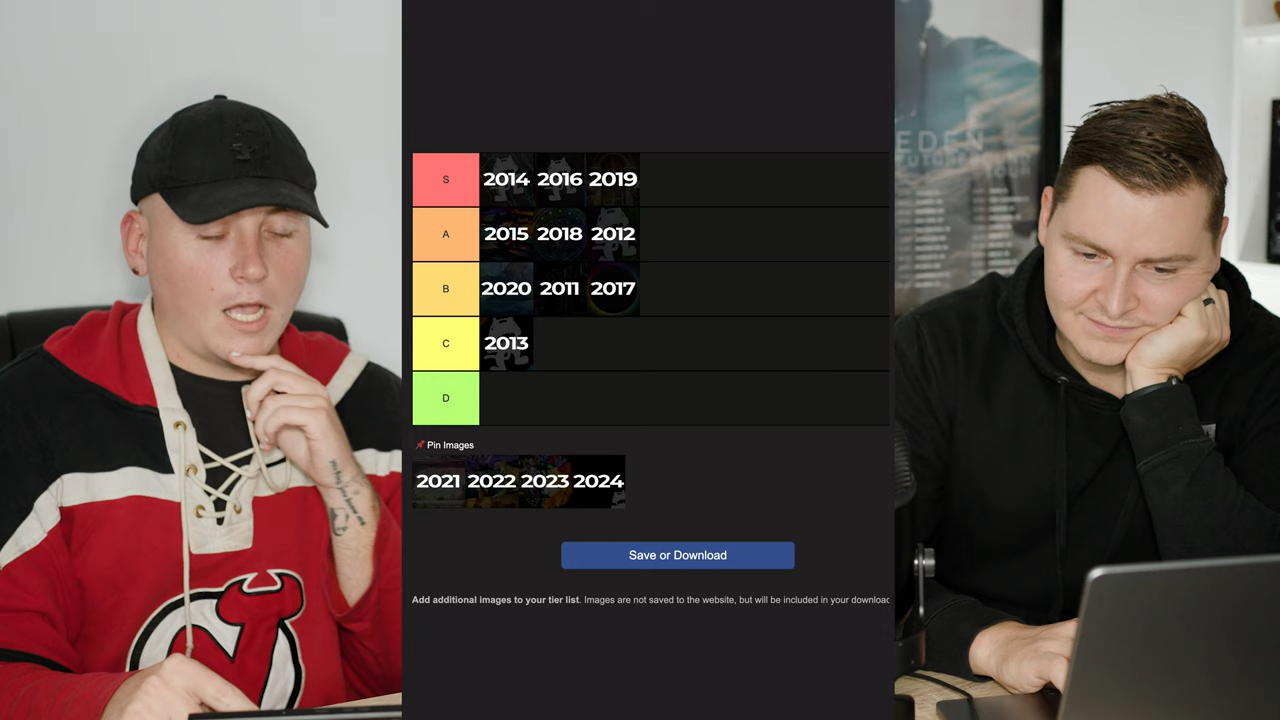 S
2014 2016 2019
A
2015 2018 2012
B
2020 2011 2017
C
2013
D
📌 Pin Images
2021 2022 2023 2024
Save or Download
Add additional images to your tier list. Images are not saved to the website, but will be included in your downloac
EDEN